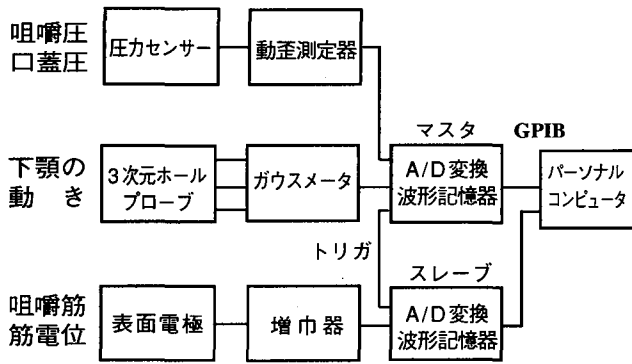 咀嚼圧
口蓋圧
圧力センサー
動歪測定器
マスタ
GPIB
下顎の
動き
3次元ホール
プローブ
ガウスメータ
A/D変換
波形記憶器
パーソナル
コンピュータ
トリガ
スレーブ
咀嚼筋
筋電位
表面電極
増巾器
A/D変換
波形記憶器